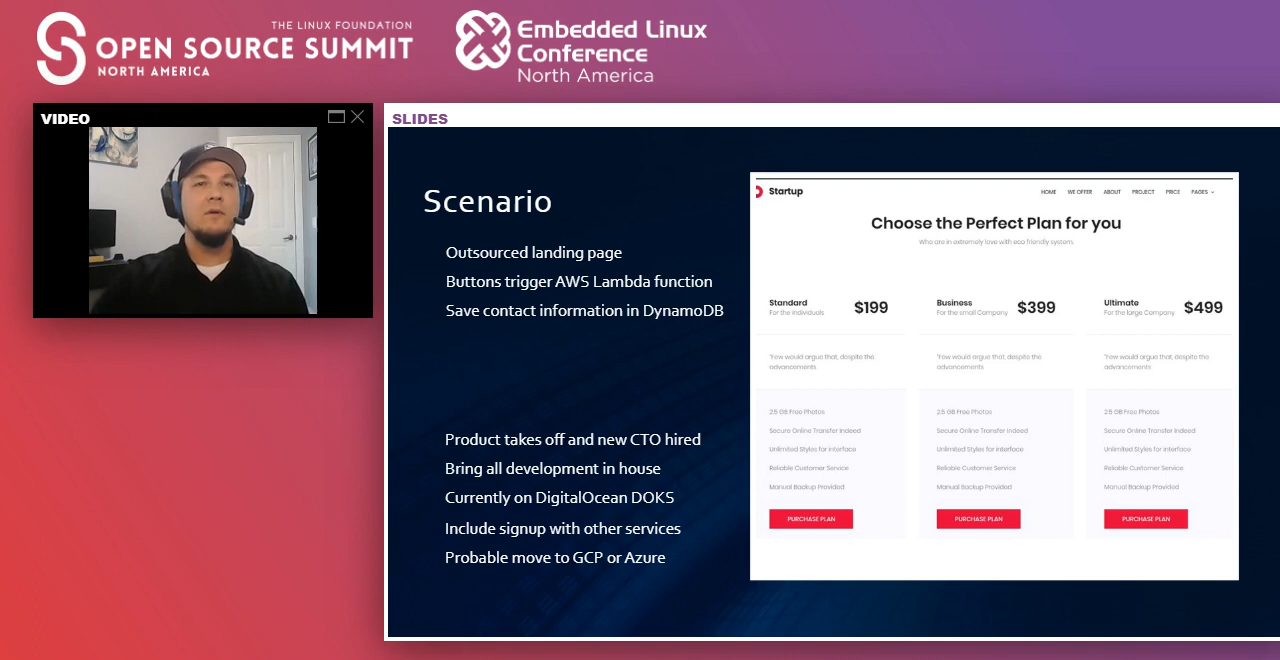 THE LINUX FOUNDATION
OPEN SOURCE SUMMIT
NORTH AMERICA
Embedded Linux
Conference
North America
VIDEO
SLIDES
Scenario
Outsourced landing page
Buttons trigger AWS Lambda function
Save contact information in DynamoDB
Product takes off and new CTO hired
Bring all development in house
Currently on DigitalOcean DOKS
Include signup with other services
Probable move to GCP or Azure
Startup
HOME WE OFFER ABOUT PROJECT PRICE PAGES
Choose the Perfect Plan for you
Who are in extremely love with eco friendly system.
Standard
For the individuals
$199
"Few would argue that, despite the
advancements
2.5 GB Free Photos
Secure Online Transfer Indeed
Unlimited Styles for interface
Reliable Customer Service
Manual Backup Provided
PURCHASE PLAN
Business
For the small Company
$399
"Few would argue that, despite the
advancements
2.5 GB Free Photos
Secure Online Transfer Indeed
Unlimited Styles for interface
Reliable Customer Service
Manual Backup Provided
PURCHASE PLAN
Ultimate
For the large Company
$499
"Few would argue that, despite the
advancements
2.5 GB Free Photos
Secure Online Transfer Indeed
Unlimited Styles for interface
Reliable Customer Service
Manual Backup Provided
PURCHASE PLAN